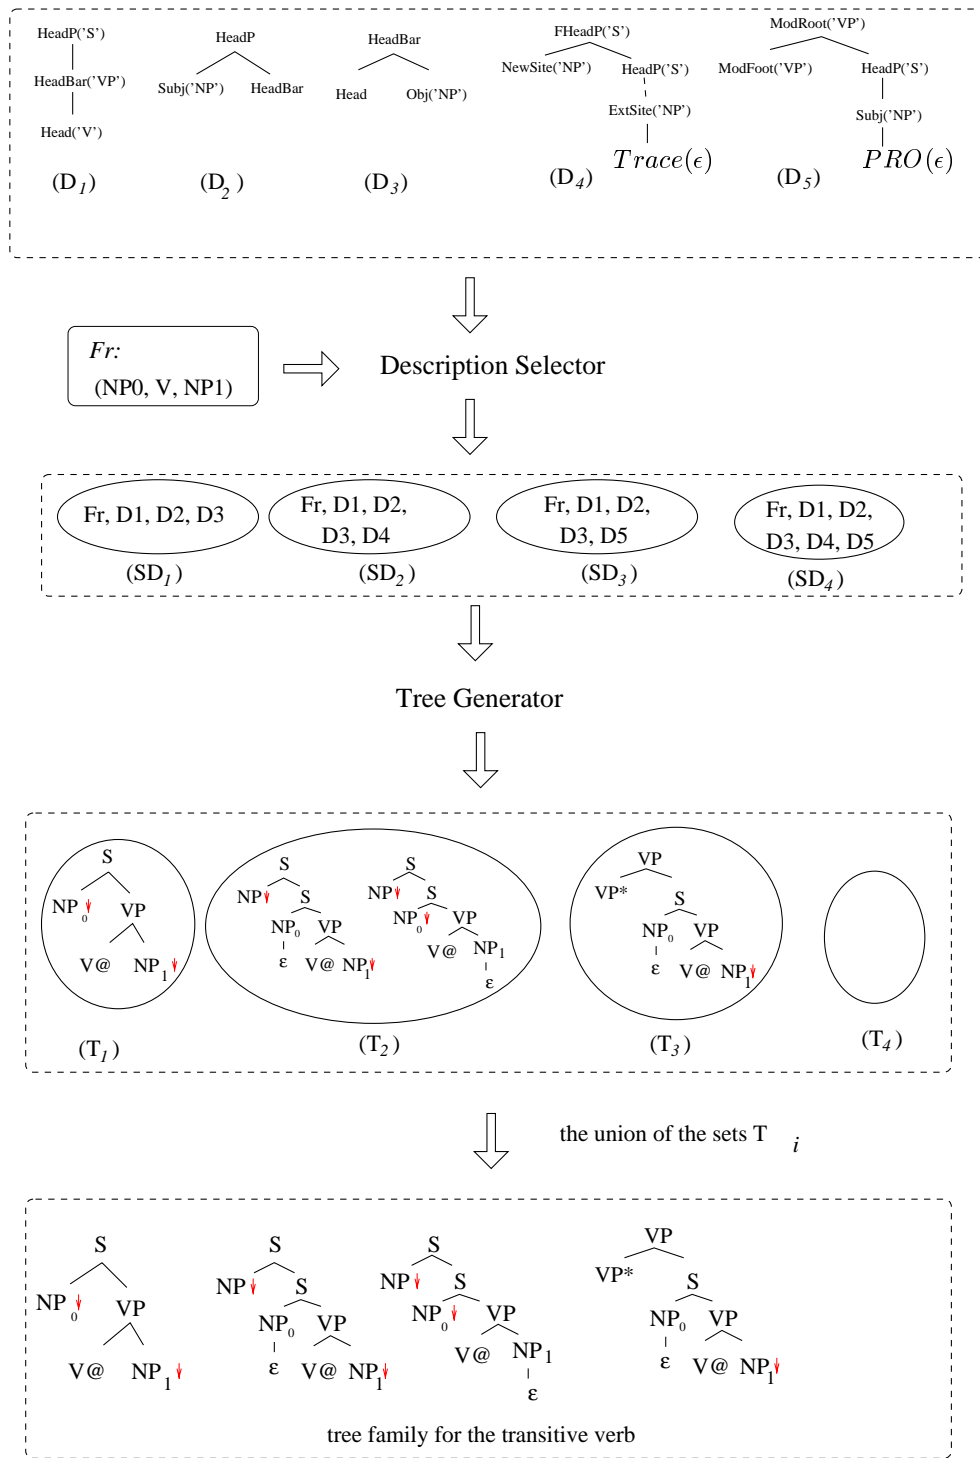 HeadP('S') HeadP HeadBar FHeadP('S') ModRoot('VP')
HeadBar('VP') Subj('NP') HeadBar Head Obj('NP') NewSite('NP') HeadP('S') ModFoot('VP') HeadP('S')
Head('V') ExtSite('NP') Subj('NP')
Trace(ϵ) PRO(ϵ)
(D1) (D2) (D3) (D4) (D5)
Fr:
(NP0, V, NP1)
Description Selector
Fr, D1, D2, D3 Fr, D1, D2, Fr, D1, D2, Fr, D1, D2,
D3, D4 D3, D5 D3, D4, D5
(SD1) (SD2) (SD3) (SD4)
Tree Generator
S S S VP
NP0↓ VP NP↓ S NP↓ S VP* S
NP0 VP NP0↓ VP NP0 VP
V@ NP1↓ ε V@ NP1↓ V@ NP1 ε V@ NP1↓
ε
(T1) (T2) (T3) (T4)
the union of the sets T i
S S S VP
NP0↓ VP NP↓ S NP↓ S VP* S
NP0 VP NP0↓ VP NP0 VP
V@ NP1↓ ε V@ NP1↓ V@ NP1 ε V@ NP1↓
ε
tree family for the transitive verb